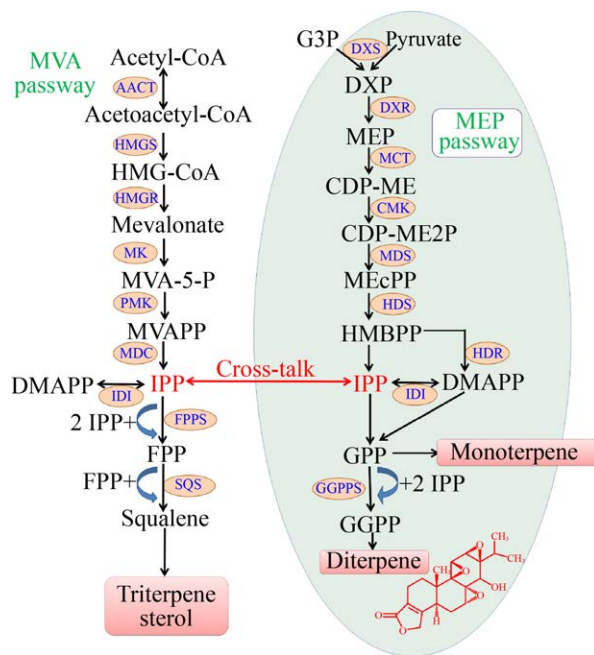 MVA
passway
Acetyl-CoA
AACT
Acetoacetyl-CoA
HMGS
HMG-CoA
HMGR
Mevalonate
MK
MVA-5-P
PMK
MVAPP
MDC
DMAPP
IDI
IPP
Cross-talk
2 IPP+
FPPS
FPP
FPP+
SQS
Squalene
Triterpene
sterol
G3P
DXS
Pyruvate
DXP
DXR
MEP
passway
MEP
MCT
CDP-ME
CMK
CDP-ME2P
MDS
MEcPP
HDS
HMBPP
HDR
IPP
IDI
DMAPP
GPP
Monoterpene
GGPPS
+2 IPP
GGPP
Diterpene
O
CH₃
CH₃
CH₃
O
O
OH
O
H
O
O